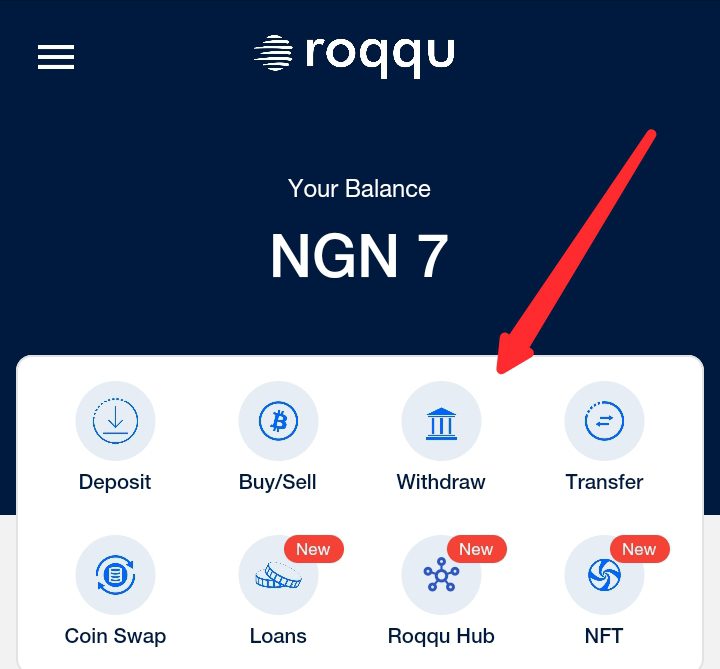 roqqu
Your Balance
NGN 7
Deposit
Buy/Sell
Withdraw
Transfer
New
New
New
Coin Swap
Loans
Roqqu Hub
NFT